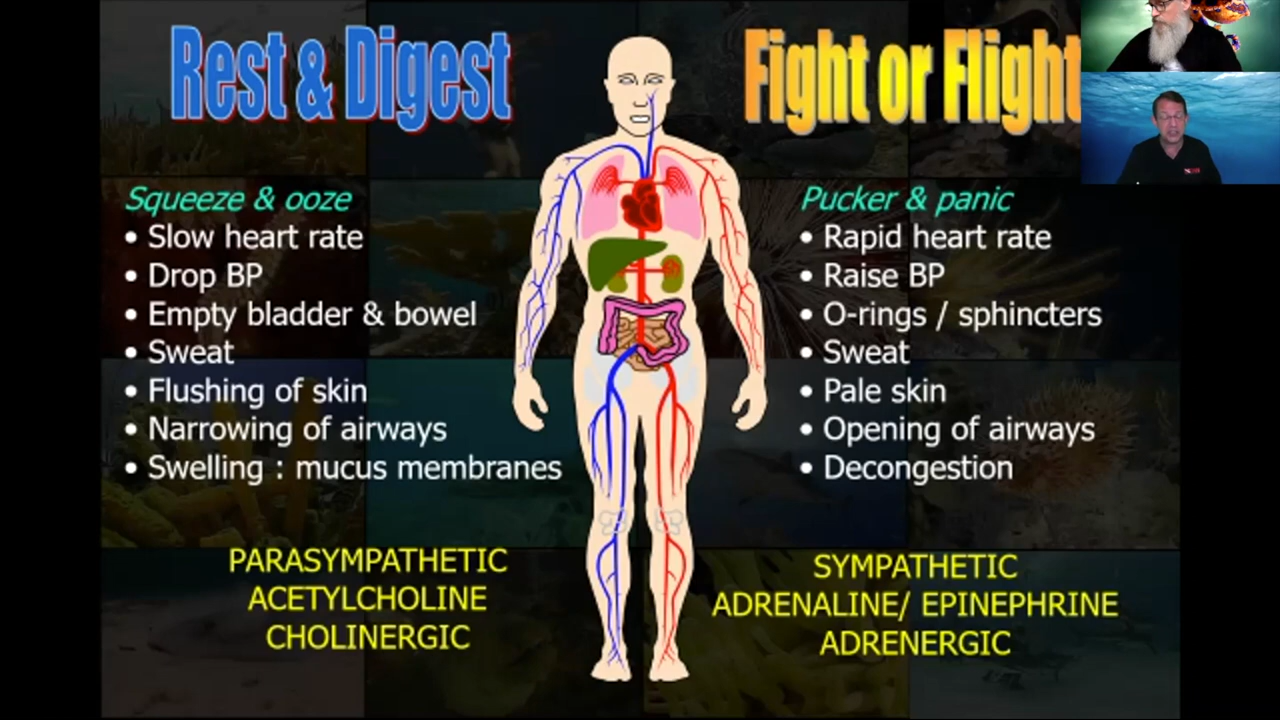 Rest & Digest
Squeeze & ooze
• Slow heart rate
• Drop BP
• Empty bladder & bowel
• Sweat
• Flushing of skin
• Narrowing of airways
• Swelling : mucus membranes
PARASYMPATHETIC
ACETYLCHOLINE
CHOLINERGIC
Fight or Flight
Pucker & panic
• Rapid heart rate
• Raise BP
• O-rings / sphincters
• Sweat
• Pale skin
• Opening of airways
• Decongestion
SYMPATHETIC
ADRENALINE/ EPINEPHRINE
ADRENERGIC